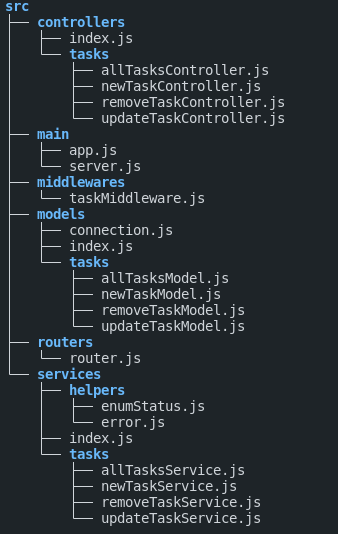 src
├── controllers
│   ├── index.js
│   └── tasks
│       ├── allTasksController.js
│       ├── newTaskController.js
│       ├── removeTaskController.js
│       └── updateTaskController.js
├── main
│   ├── app.js
│   └── server.js
├── middlewares
│   └── taskMiddleware.js
├── models
│   ├── connection.js
│   ├── index.js
│   └── tasks
│       ├── allTasksModel.js
│       ├── newTaskModel.js
│       ├── removeTaskModel.js
│       └── updateTaskModel.js
├── routers
│   └── router.js
└── services
    ├── helpers
    │   ├── enumStatus.js
    │   └── error.js
    ├── index.js
    └── tasks
        ├── allTasksService.js
        ├── newTaskService.js
        ├── removeTaskService.js
        └── updateTaskService.js